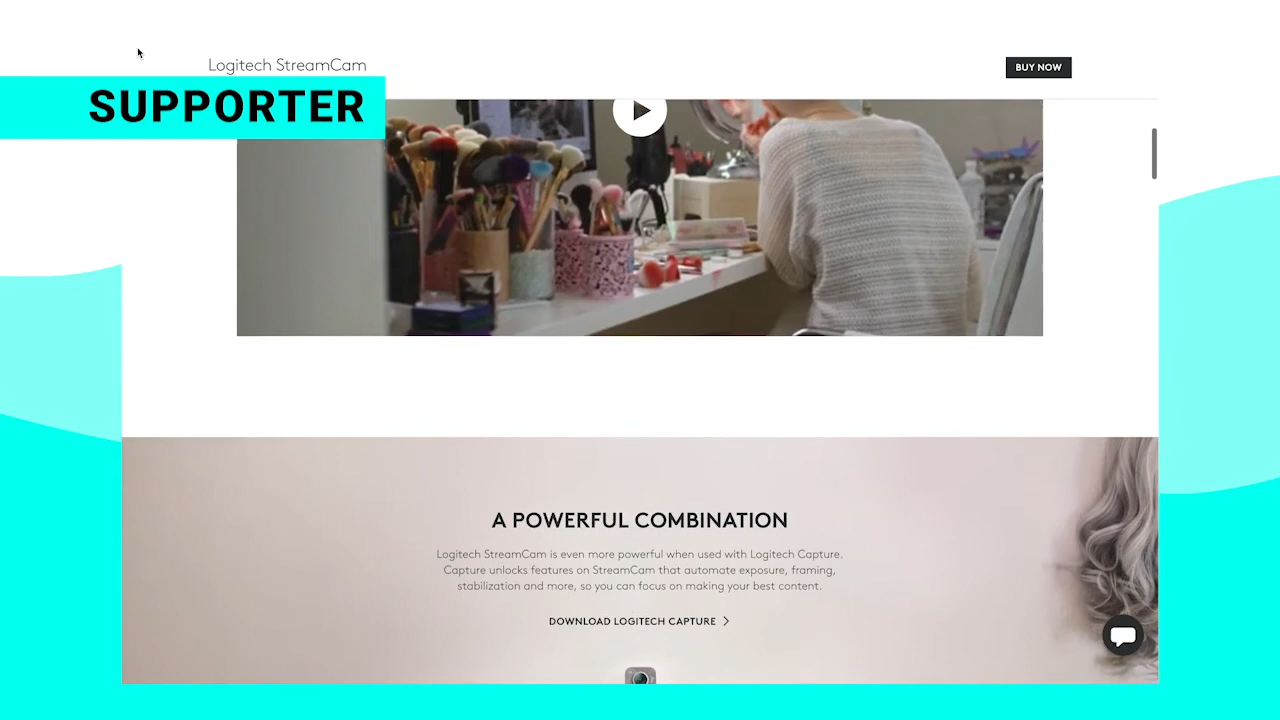 Logitech StreamCam
BUY NOW
SUPPORTER
A POWERFUL COMBINATION
Logitech StreamCam is even more powerful when used with Logitech Capture.
Capture unlocks features on StreamCam that automate exposure, framing,
stabilization and more, so you can focus on making your best content.
DOWNLOAD LOGITECH CAPTURE